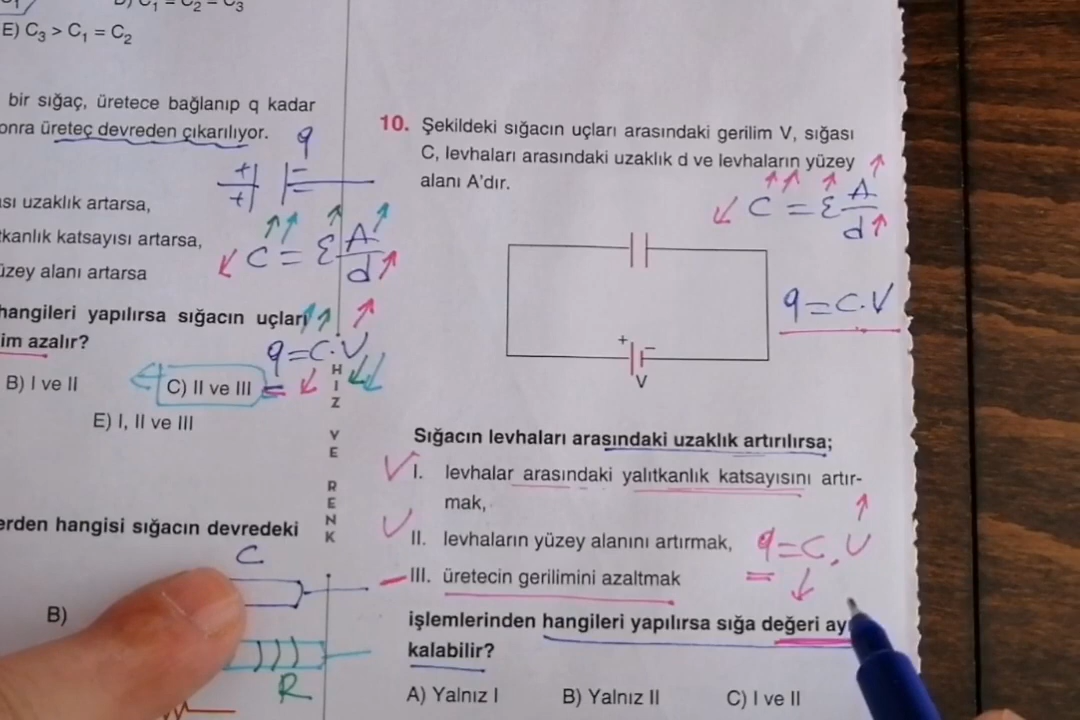 D) C₁ = C₂ = C₃
E) C₃ > C₁ = C₂
bir sığaç, üretece bağlanıp q kadar
onra üreteç devreden çıkarılıyor.
q
uzaklık artarsa,
katsayısı artarsa,
C = ε A/d
alanı artarsa
hangileri yapılırsa sığacın uçları
azalır?
q = C.V
B) I ve II
C) II ve III
E) I, II ve III
HIZ VE RENK
erden hangisi sığacın devredeki
C
B)
R
10. Şekildeki sığacın uçları arasındaki gerilim V, sığası
C, levhaları arasındaki uzaklık d ve levhaların yüzey
alanı A'dır.
C = ε A/d
q = C.V
+ -
V
Sığacın levhaları arasındaki uzaklık artırılırsa;
I. levhalar arasındaki yalıtkanlık katsayısını artır-
mak,
II. levhaların yüzey alanını artırmak,
q = C.V
III. üretecin gerilimini azaltmak
işlemlerinden hangileri yapılırsa sığa değeri ay
kalabilir?
A) Yalnız I
B) Yalnız II
C) I ve II